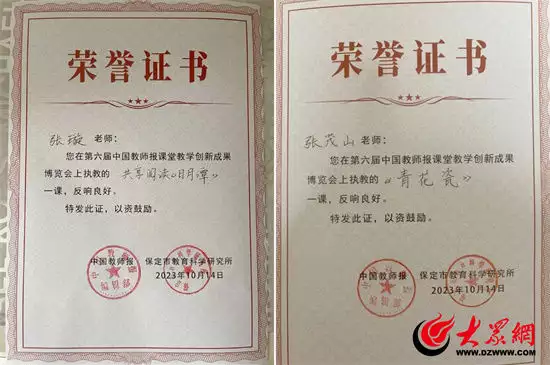 荣誉证书
张璇 老师：
您在第六届中国教师报课堂教学创新成果
博览会上执教的《共享阅读《日月潭》》
一课，反响良好。
特发此证，以资鼓励。
中国教师报 保定市教育科学研究所
2023年10月14日
荣誉证书
张茂山 老师：
您在第六届中国教师报课堂教学创新成果
博览会上执教的《青花瓷》
一课，反响良好。
特发此证，以资鼓励。
中国教师报 保定市教育科学研究所
2023年10月14日
大眾網
WWW.DZWWW.COM